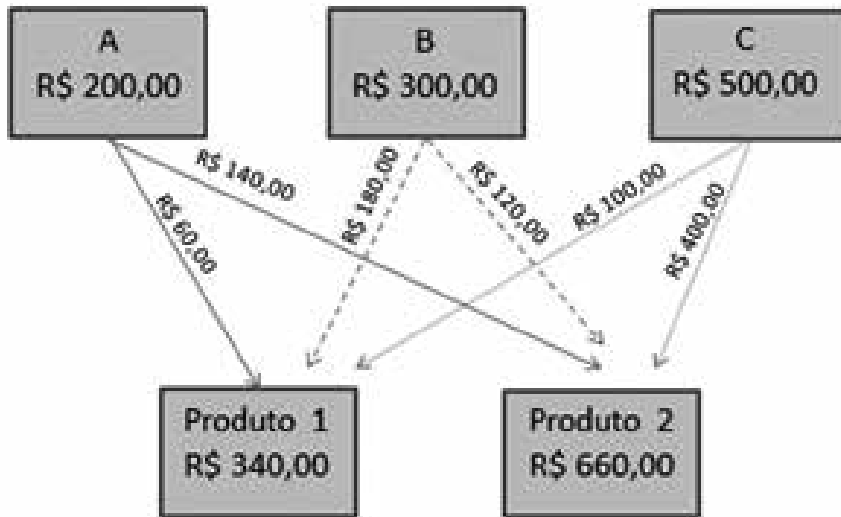 A
R$ 200,00
B
R$ 300,00
C
R$ 500,00
R$ 60,00
R$ 140,00
R$ 180,00
R$ 120,00
R$ 100,00
R$ 400,00
Produto 1
R$ 340,00
Produto 2
R$ 660,00